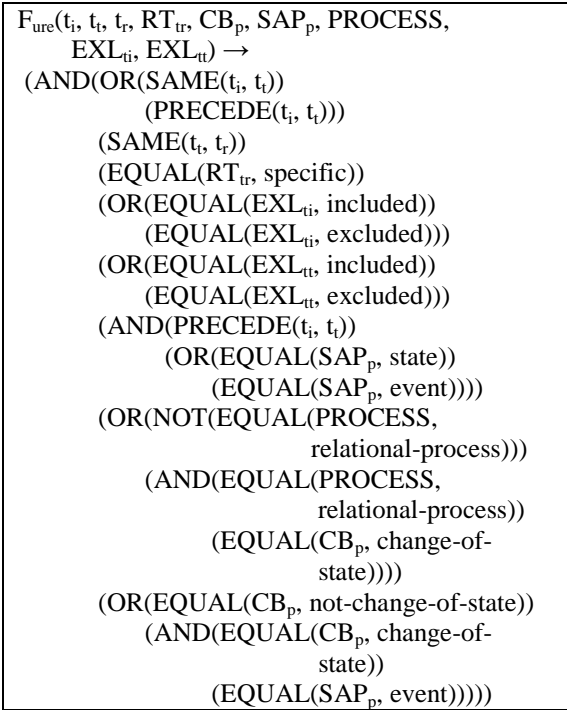 F_ure(t_i, t_t, t_r, RT_tr, CB_p, SAP_p, PROCESS,
EXL_ti, EXL_tt) →
(AND(OR(SAME(t_i, t_t))
(PRECEDE(t_i, t_t)))
(SAME(t_t, t_r))
(EQUAL(RT_tr, specific))
(OR(EQUAL(EXL_ti, included))
(EQUAL(EXL_ti, excluded)))
(OR(EQUAL(EXL_tt, included))
(EQUAL(EXL_tt, excluded)))
(AND(PRECEDE(t_i, t_t))
(OR(EQUAL(SAP_p, state))
(EQUAL(SAP_p, event))))
(OR(NOT(EQUAL(PROCESS,
relational-process)))
(AND(EQUAL(PROCESS,
relational-process))
(EQUAL(CB_p, change-of-
state))))
(OR(EQUAL(CB_p, not-change-of-state))
(AND(EQUAL(CB_p, change-of-
state))
(EQUAL(SAP_p, event)))))